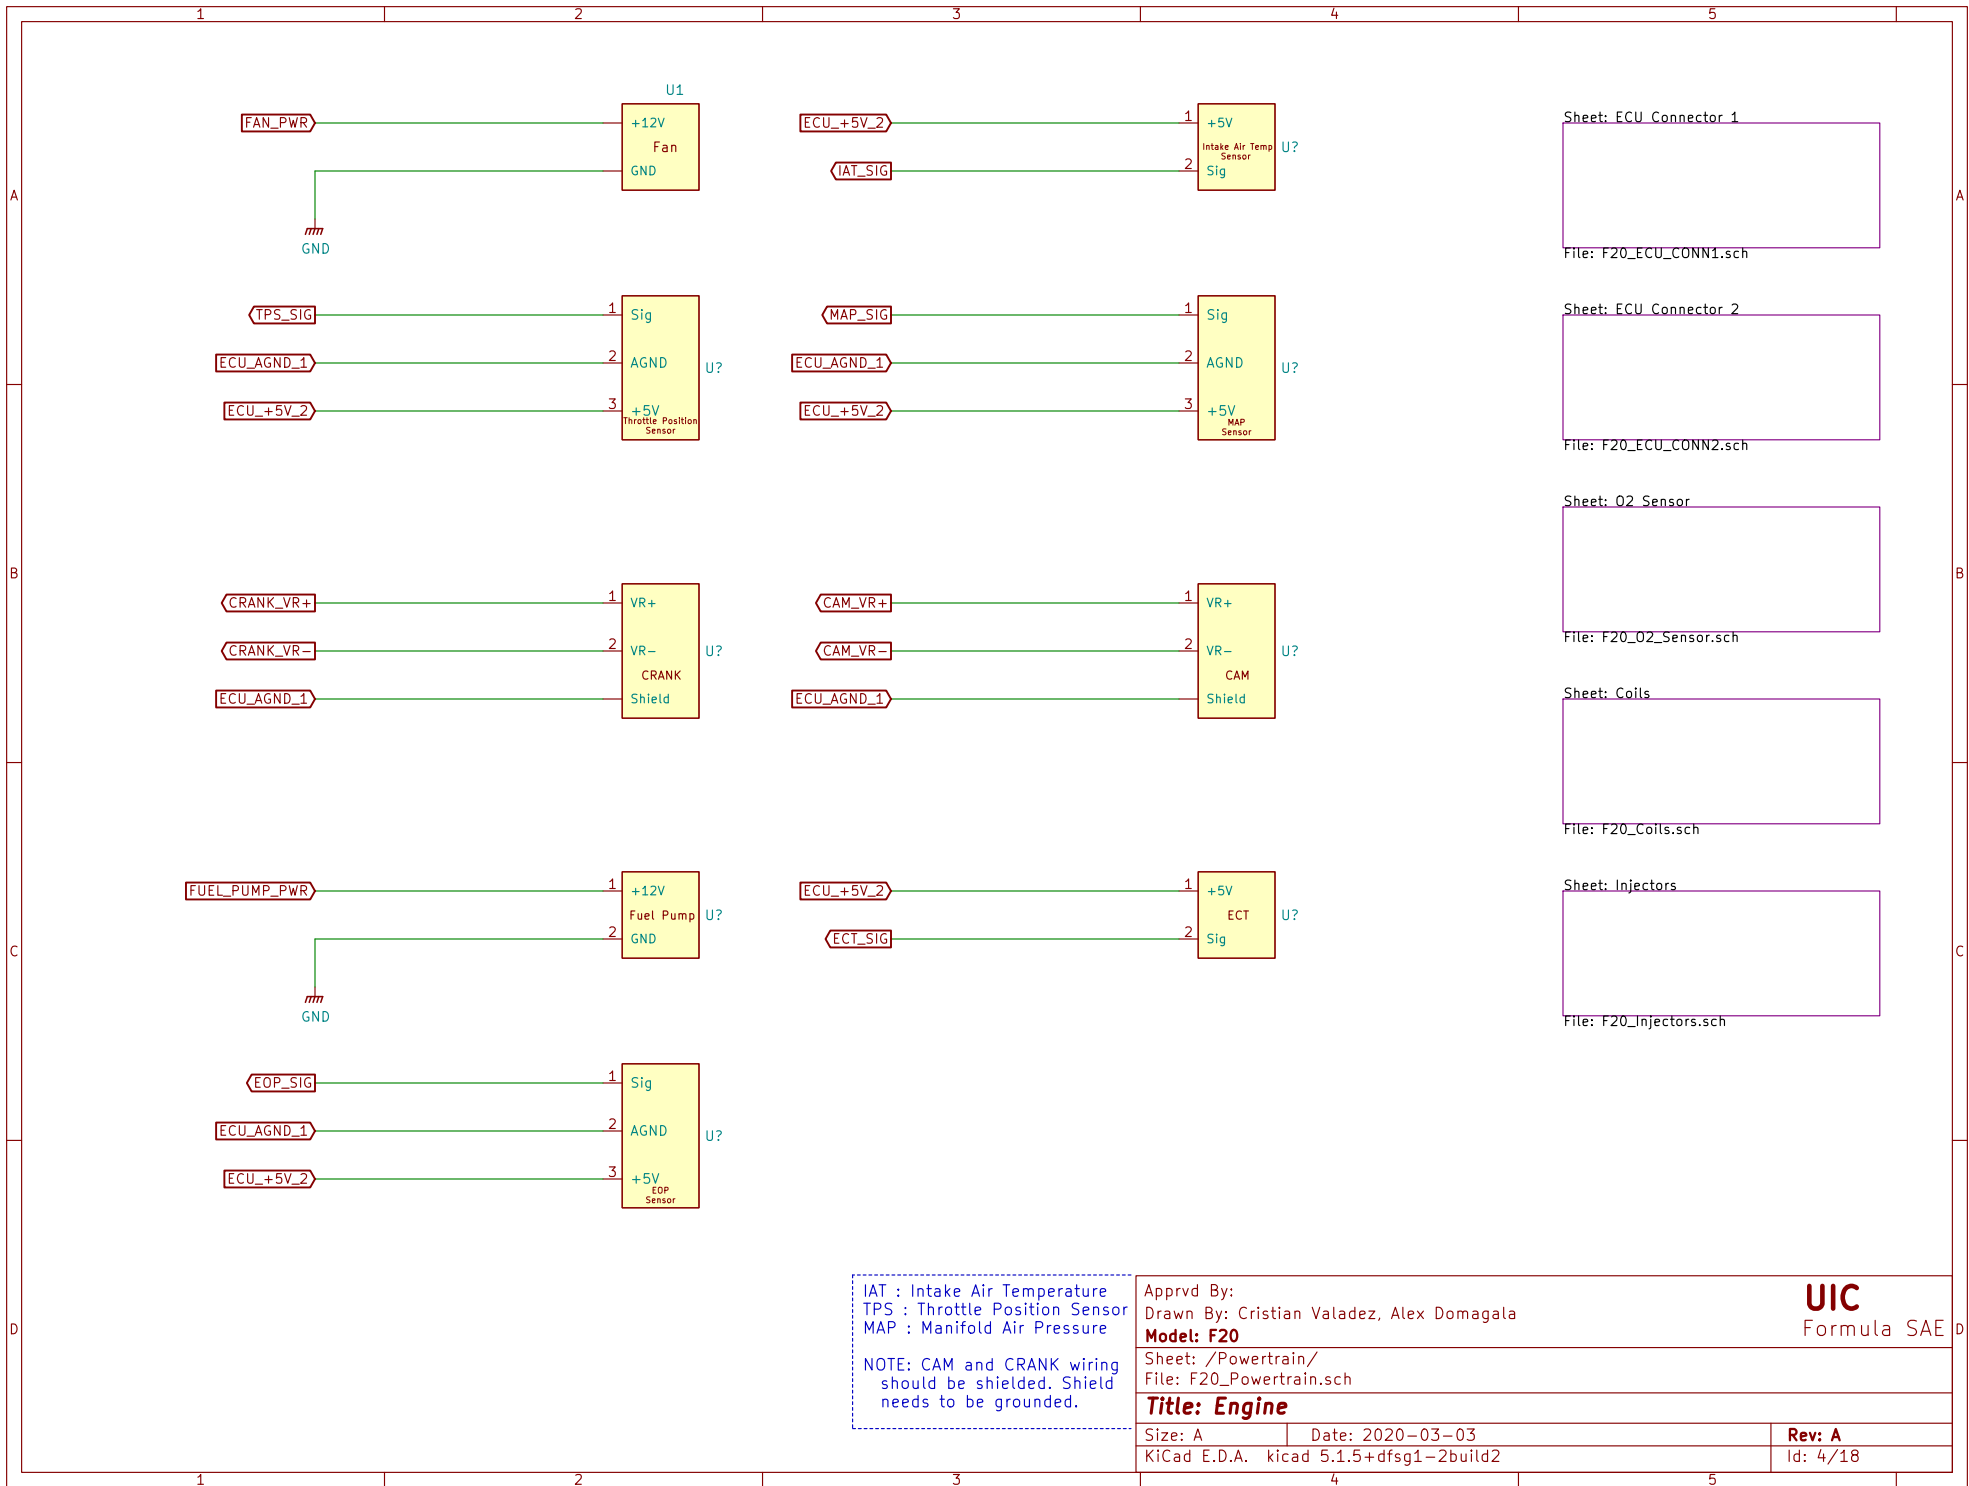 1 2 3 4 5
A A
B B
C C
D D
U1
FAN_PWR
+12V
Fan
GND
GND
ECU_+5V_2
1
+5V
Intake Air Temp
Sensor
U?
IAT_SIG
2
Sig
Sheet: ECU Connector 1
File: F20_ECU_CONN1.sch
TPS_SIG
1
Sig
ECU_AGND_1
2
AGND
U?
ECU_+5V_2
3
+5V
Throttle Position
Sensor
MAP_SIG
1
Sig
ECU_AGND_1
2
AGND
U?
ECU_+5V_2
3
+5V
MAP
Sensor
Sheet: ECU Connector 2
File: F20_ECU_CONN2.sch
Sheet: O2 Sensor
File: F20_O2_Sensor.sch
CRANK_VR+
1
VR+
CRANK_VR-
2
VR-
U?
CRANK
ECU_AGND_1
Shield
CAM_VR+
1
VR+
CAM_VR-
2
VR-
U?
CAM
ECU_AGND_1
Shield
Sheet: Coils
File: F20_Coils.sch
FUEL_PUMP_PWR
1
+12V
Fuel Pump
U?
2
GND
GND
ECU_+5V_2
1
+5V
ECT
U?
ECT_SIG
2
Sig
Sheet: Injectors
File: F20_Injectors.sch
EOP_SIG
1
Sig
ECU_AGND_1
2
AGND
U?
ECU_+5V_2
3
+5V
EOP
Sensor
IAT : Intake Air Temperature
TPS : Throttle Position Sensor
MAP : Manifold Air Pressure
NOTE: CAM and CRANK wiring
should be shielded. Shield
needs to be grounded.
Apprvd By:
Drawn By: Cristian Valadez, Alex Domagala
Model: F20
UIC
Formula SAE
Sheet: /Powertrain/
File: F20_Powertrain.sch
Title: Engine
Size: A Date: 2020-03-03 Rev: A
KiCad E.D.A. kicad 5.1.5+dfsg1-2build2 Id: 4/18
1 2 3 4 5